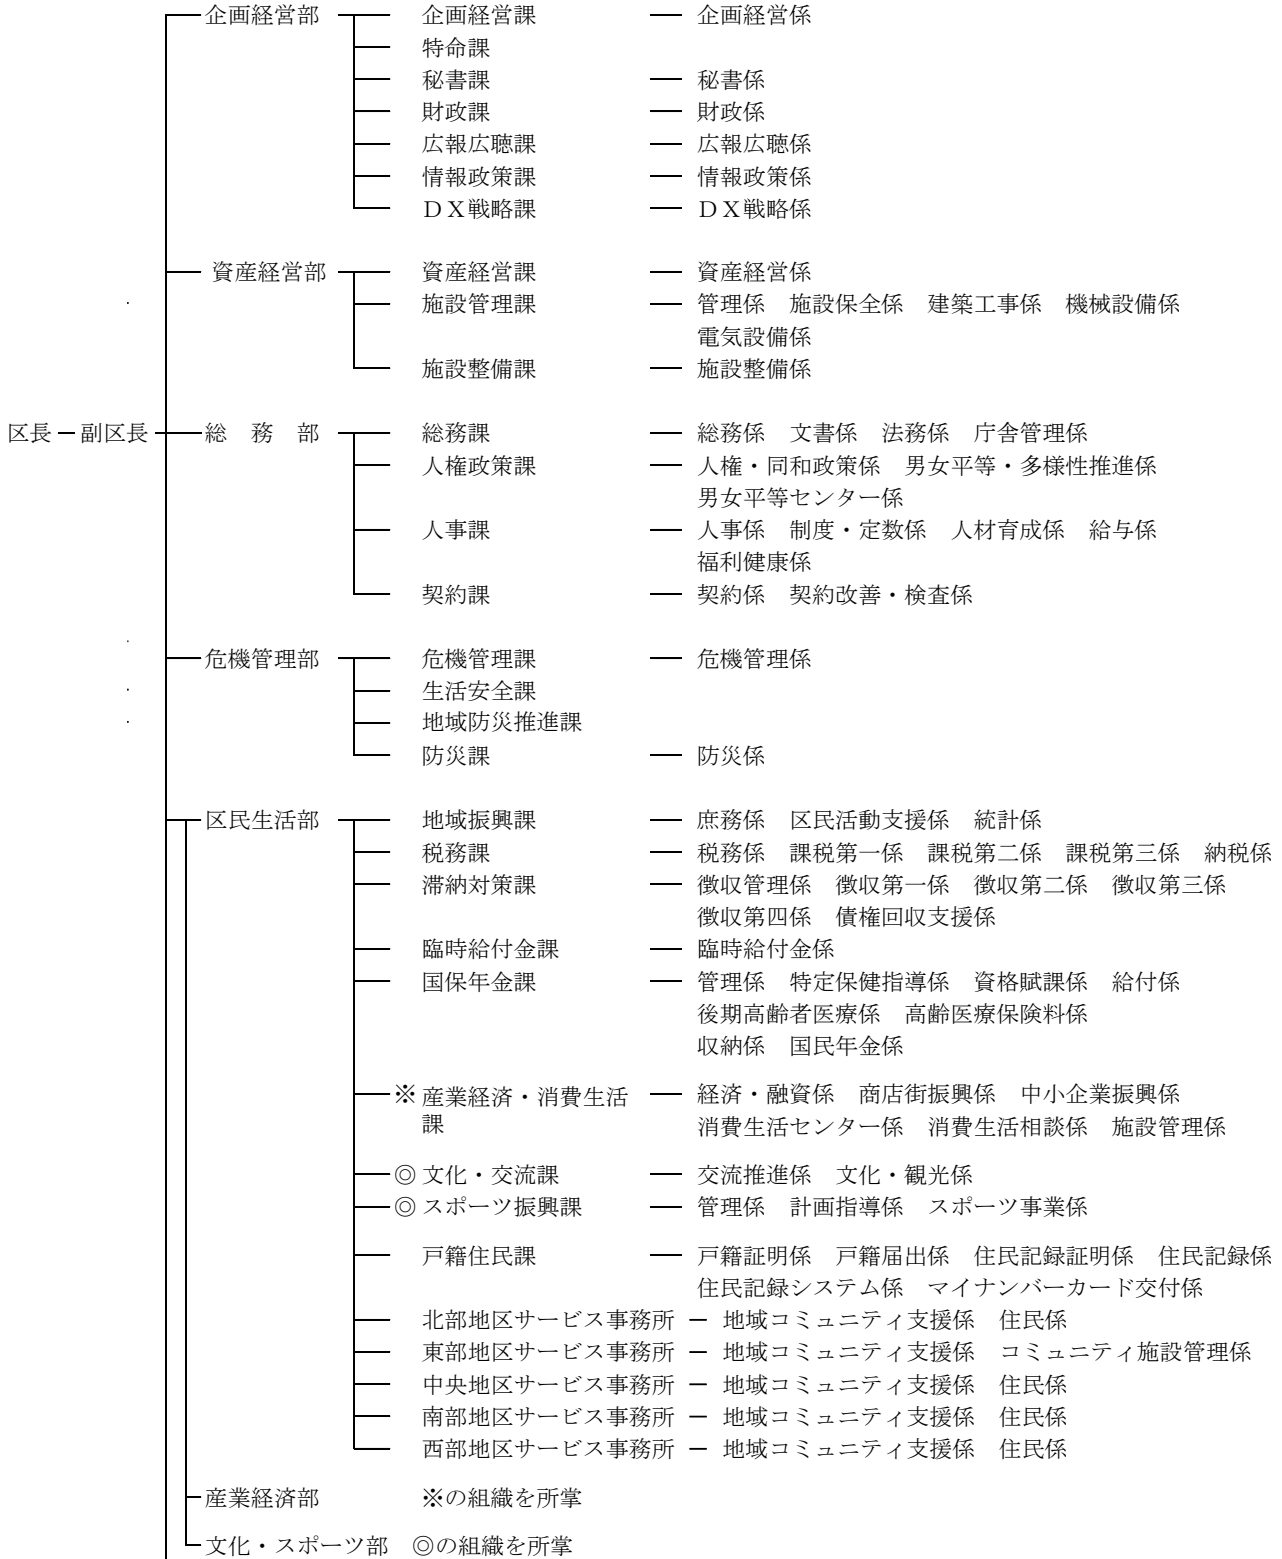 企画経営部　企画経営課　企画経営係
特命課
秘書課　秘書係
財政課　財政係
広報広聴課　広報広聴係
情報政策課　情報政策係
ＤＸ戦略課　ＤＸ戦略係
資産経営部　資産経営課　資産経営係
施設管理課　管理係　施設保全係　建築工事係　機械設備係
電気設備係
施設整備課　施設整備係
区長　副区長　総　務　部　総務課　総務係　文書係　法務係　庁舎管理係
人権政策課　人権・同和政策係　男女平等・多様性推進係
男女平等センター係
人事課　人事係　制度・定数係　人材育成係　給与係
福利健康係
契約課　契約係　契約改善・検査係
危機管理部　危機管理課　危機管理係
生活安全課
地域防災推進課
防災課　防災係
区民生活部　地域振興課　庶務係　区民活動支援係　統計係
税務課　税務係　課税第一係　課税第二係　課税第三係　納税係
滞納対策課　徴収管理係　徴収第一係　徴収第二係　徴収第三係
徴収第四係　債権回収支援係
臨時給付金課　臨時給付金係
国保年金課　管理係　特定保健指導係　資格賦課係　給付係
後期高齢者医療係　高齢医療保険料係
収納係　国民年金係
※産業経済・消費生活　経済・融資係　商店街振興係　中小企業振興係
課　消費生活センター係　消費生活相談係　施設管理係
◎文化・交流課　交流推進係　文化・観光係
◎スポーツ振興課　管理係　計画指導係　スポーツ事業係
戸籍住民課　戸籍証明係　戸籍届出係　住民記録証明係　住民記録係
住民記録システム係　マイナンバーカード交付係
北部地区サービス事務所　地域コミュニティ支援係　住民係
東部地区サービス事務所　地域コミュニティ支援係　コミュニティ施設管理係
中央地区サービス事務所　地域コミュニティ支援係　住民係
南部地区サービス事務所　地域コミュニティ支援係　住民係
西部地区サービス事務所　地域コミュニティ支援係　住民係
産業経済部　※の組織を所掌
文化・スポーツ部　◎の組織を所掌